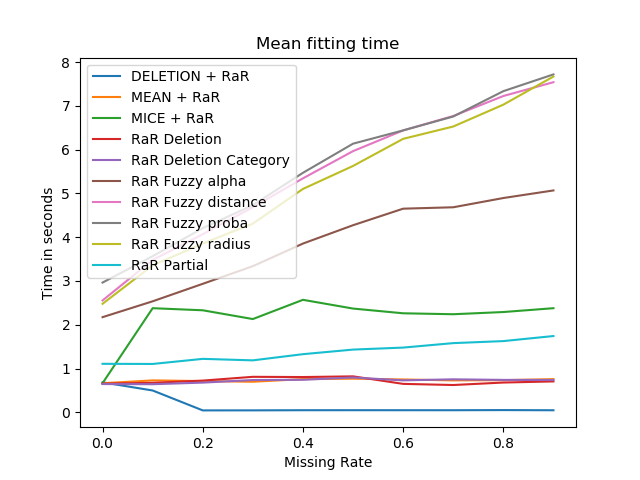 Mean fitting time
8
7
6
5
4
3
2
1
0
Time in seconds
DELETION + RaR
MEAN + RaR
MICE + RaR
RaR Deletion
RaR Deletion Category
RaR Fuzzy alpha
RaR Fuzzy distance
RaR Fuzzy proba
RaR Fuzzy radius
RaR Partial
0.0 0.2 0.4 0.6 0.8
Missing Rate